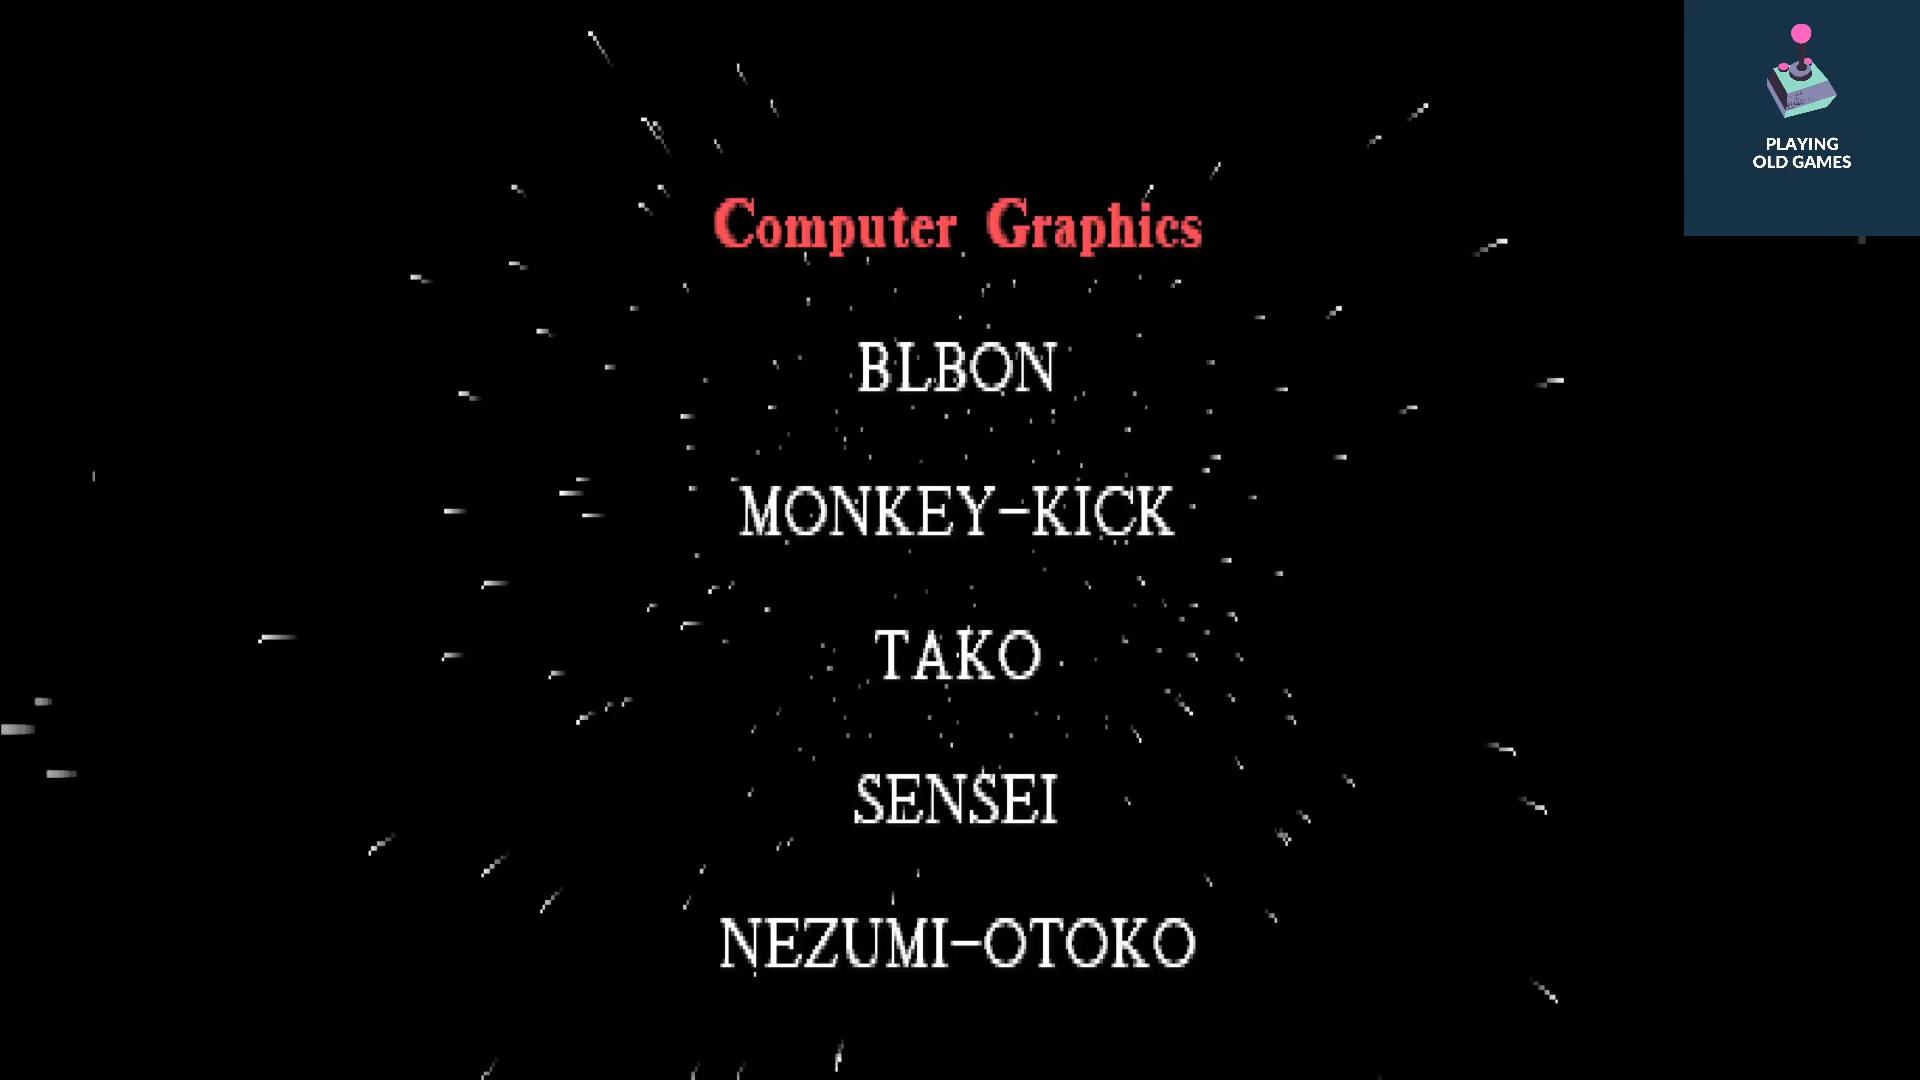 PLAYING
OLD GAMES
Computer Graphics
BLBON
MONKEY-KICK
TAKO
SENSEI
NEZUMI-OTOKO